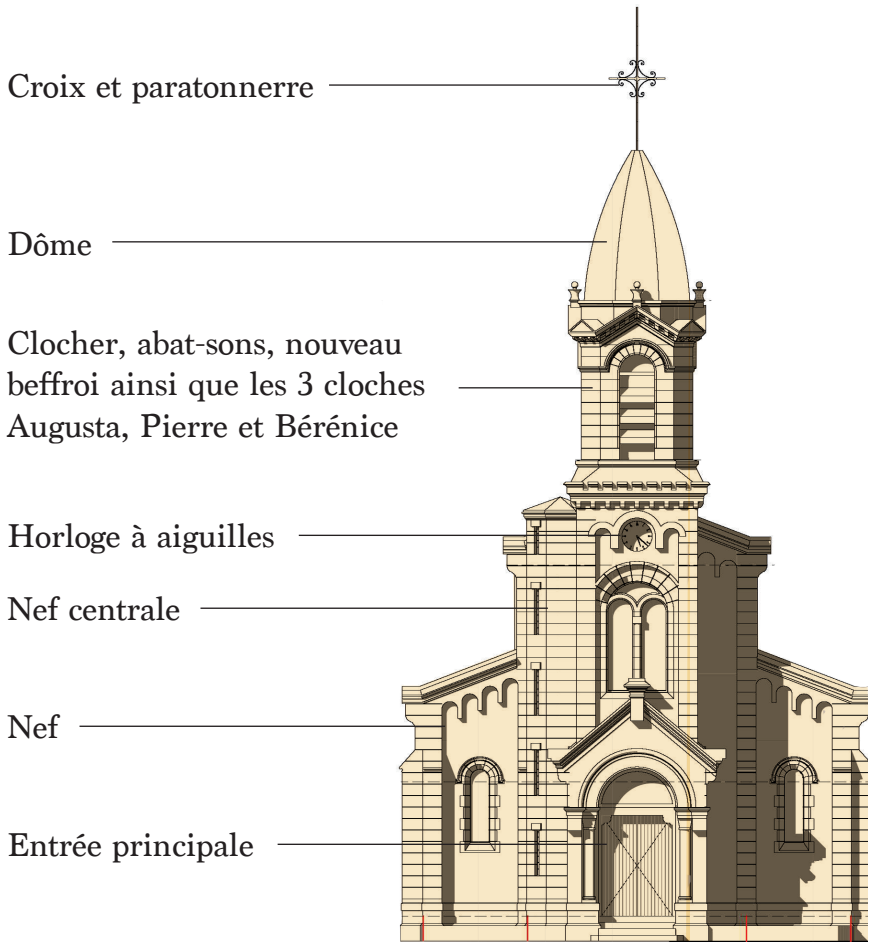 Croix et paratonnerre
Dôme
Clocher, abat-sons, nouveau
beffroi ainsi que les 3 cloches
Augusta, Pierre et Bérénice
Horloge à aiguilles
Nef centrale
Nef
Entrée principale